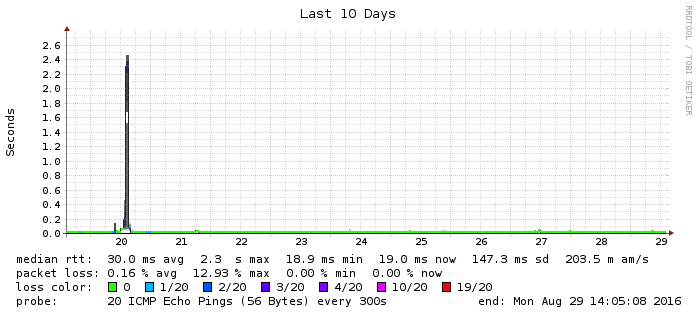 Last 10 Days
RRDTOOL / TOBI OETIKER
Seconds
2.6
2.4
2.2
2.0
1.8
1.6
1.4
1.2
1.0
0.8
0.6
0.4
0.2
0.0
20 21 22 23 24 25 26 27 28 29
median rtt: 30.0 ms avg 2.3 s max 18.9 ms min 19.0 ms now 147.3 ms sd 203.5 m am/s
packet loss: 0.16 % avg 12.93 % max 0.00 % min 0.00 % now
loss color: 0 1/20 2/20 3/20 4/20 10/20 19/20
probe: 20 ICMP Echo Pings (56 Bytes) every 300s end: Mon Aug 29 14:05:08 2016